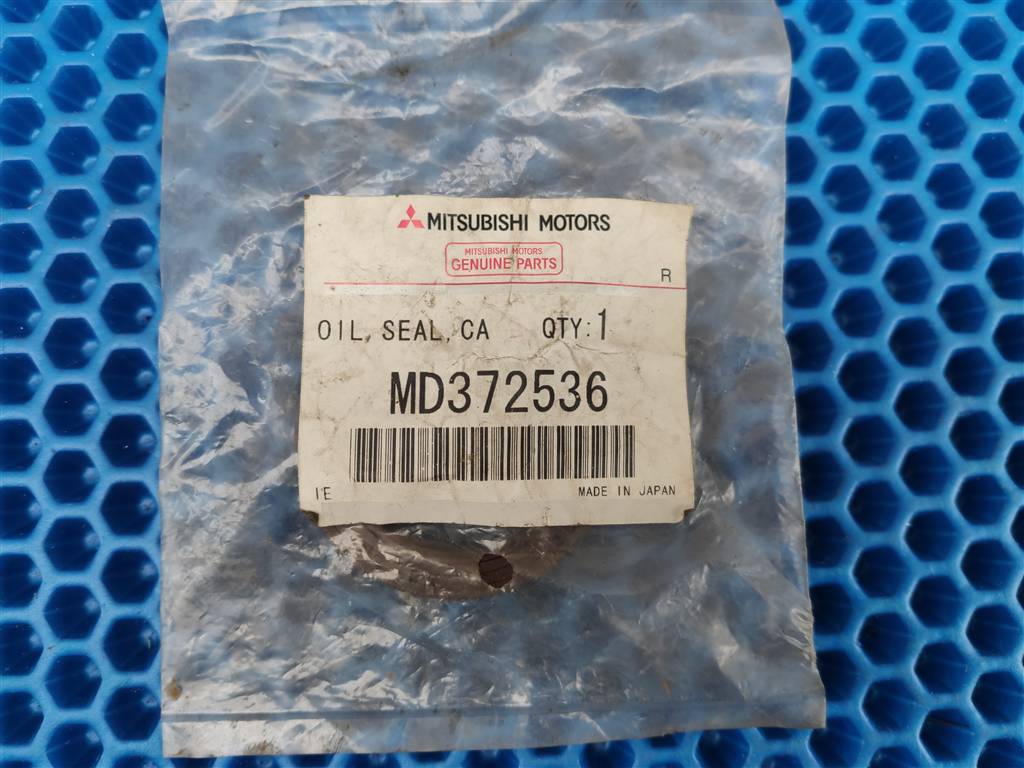 MITSUBISHI MOTORS
MITSUBISHI MOTORS
GENUINE PARTS
R
OIL, SEAL, CA QTY:1
MD372536
IE MADE IN JAPAN